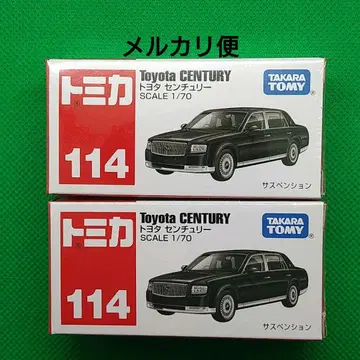 メルカリ便
トミカ
114
Toyota CENTURY
トヨタ センチュリー
SCALE 1/70
TAKARA
TOMY
サスペンション
トミカ
114
Toyota CENTURY
トヨタ センチュリー
SCALE 1/70
TAKARA
TOMY
サスペンション